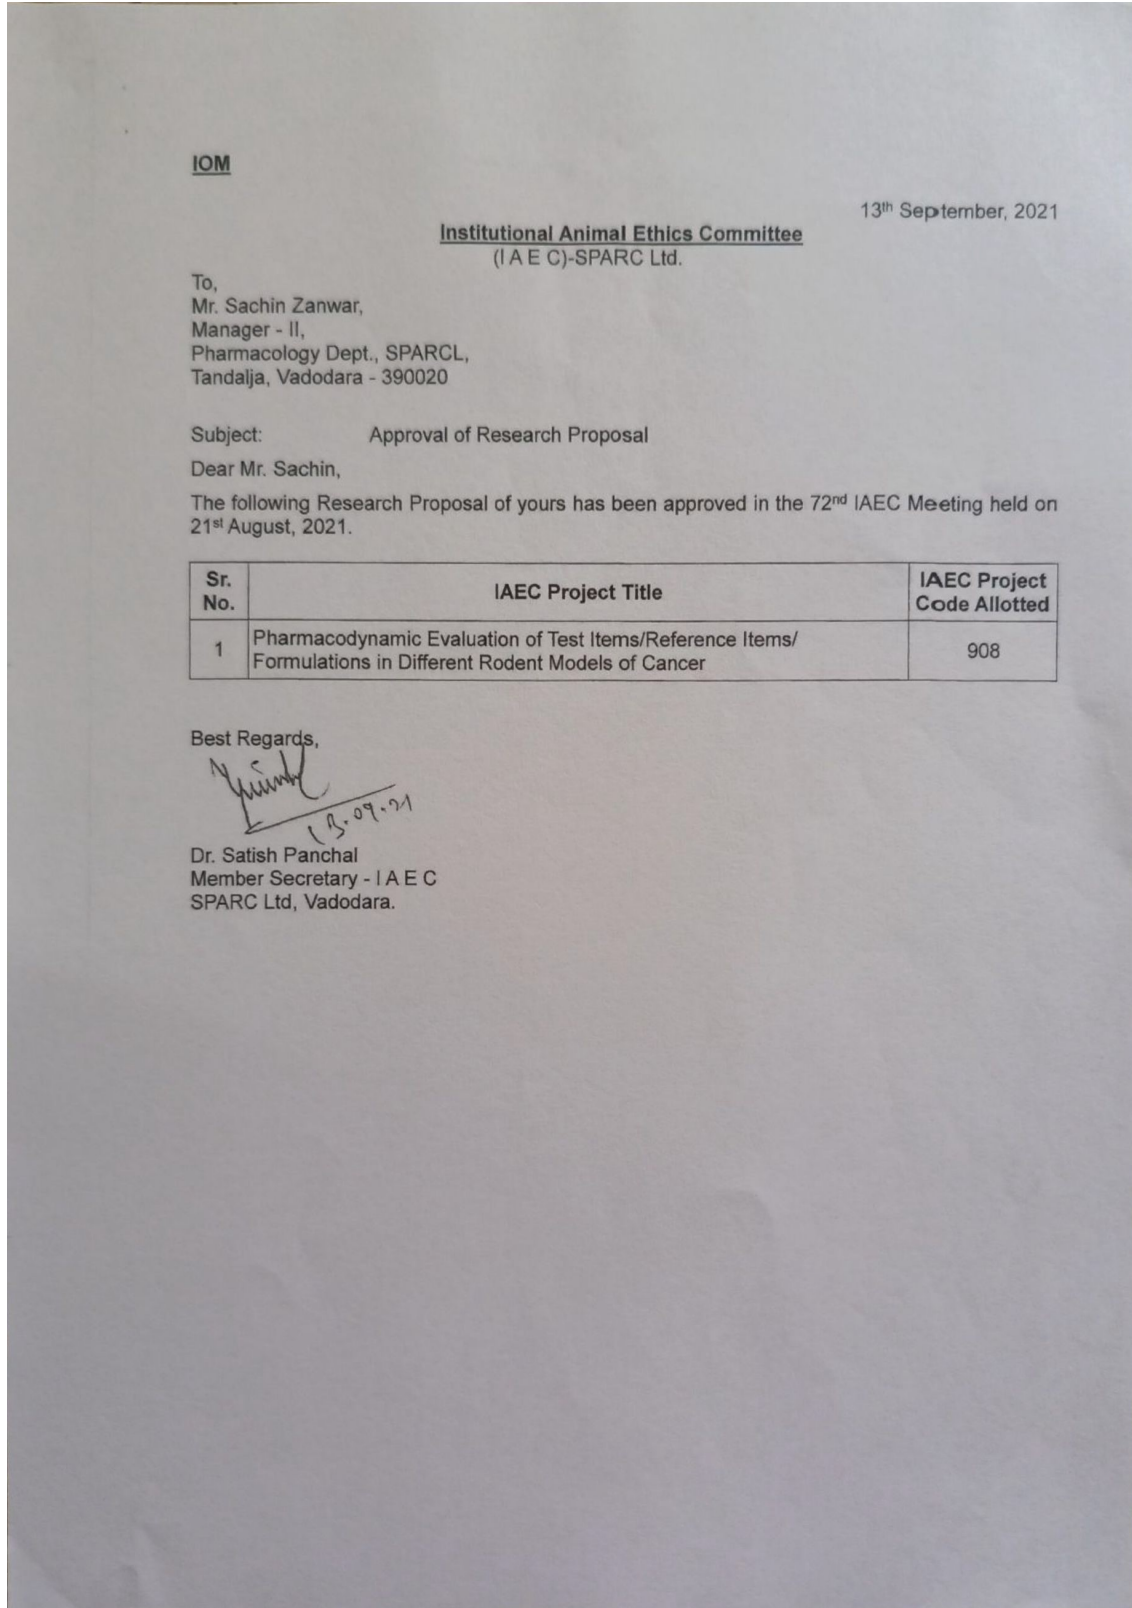 IOM
13th September, 2021
Institutional Animal Ethics Committee
(I A E C)-SPARC Ltd.
To,
Mr. Sachin Zanwar,
Manager - II,
Pharmacology Dept., SPARCL,
Tandalja, Vadodara - 390020
Subject: Approval of Research Proposal
Dear Mr. Sachin,
The following Research Proposal of yours has been approved in the 72nd IAEC Meeting held on
21st August, 2021.
Sr. No. IAEC Project Title IAEC Project Code Allotted
1 Pharmacodynamic Evaluation of Test Items/Reference Items/
Formulations in Different Rodent Models of Cancer 908
Best Regards,
13.09.21
Dr. Satish Panchal
Member Secretary - I A E C
SPARC Ltd, Vadodara.